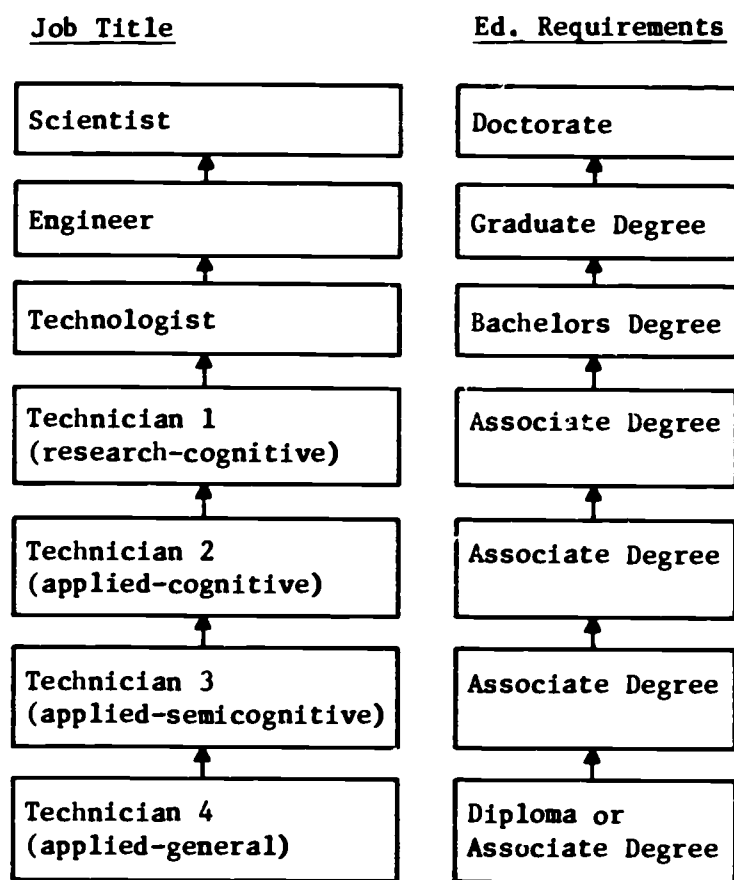 Job Title
Ed. Requirements
Scientist
Doctorate
Engineer
Graduate Degree
Technologist
Bachelors Degree
Technician 1
(research-cognitive)
Associate Degree
Technician 2
(applied-cognitive)
Associate Degree
Technician 3
(applied-semicognitive)
Associate Degree
Technician 4
(applied-general)
Diploma or
Associate Degree